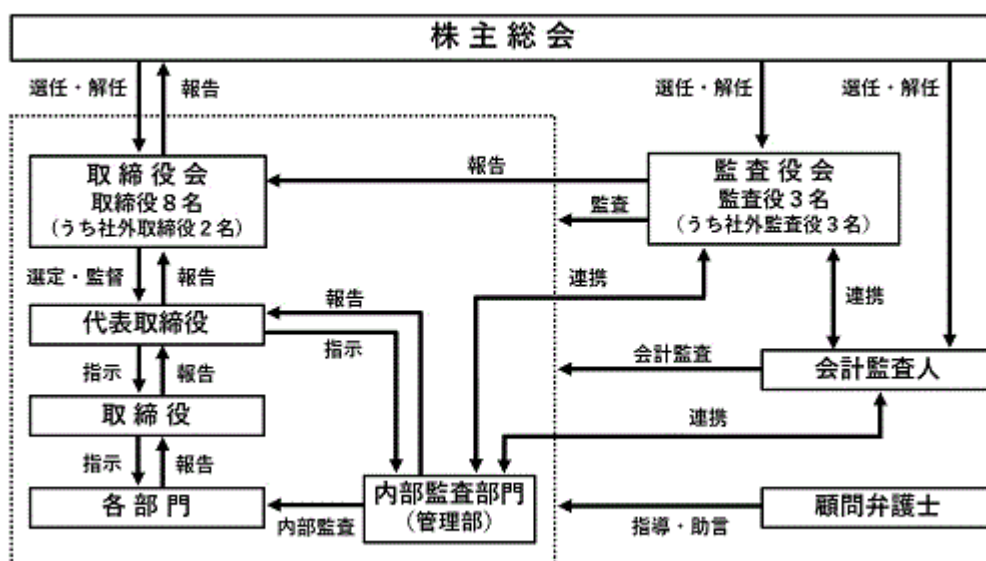 株主総会
選任・解任
報告
選任・解任
選任・解任
取締役会
取締役8名
(うち社外取締役2名)
報告
監査
監査役会
監査役3名
(うち社外監査役3名)
選定・監督
報告
連携
連携
代表取締役
報告
指示
会計監査
会計監査人
指示
報告
取締役
連携
指示
報告
各部門
内部監査
内部監査部門
(管理部)
指導・助言
顧問弁護士